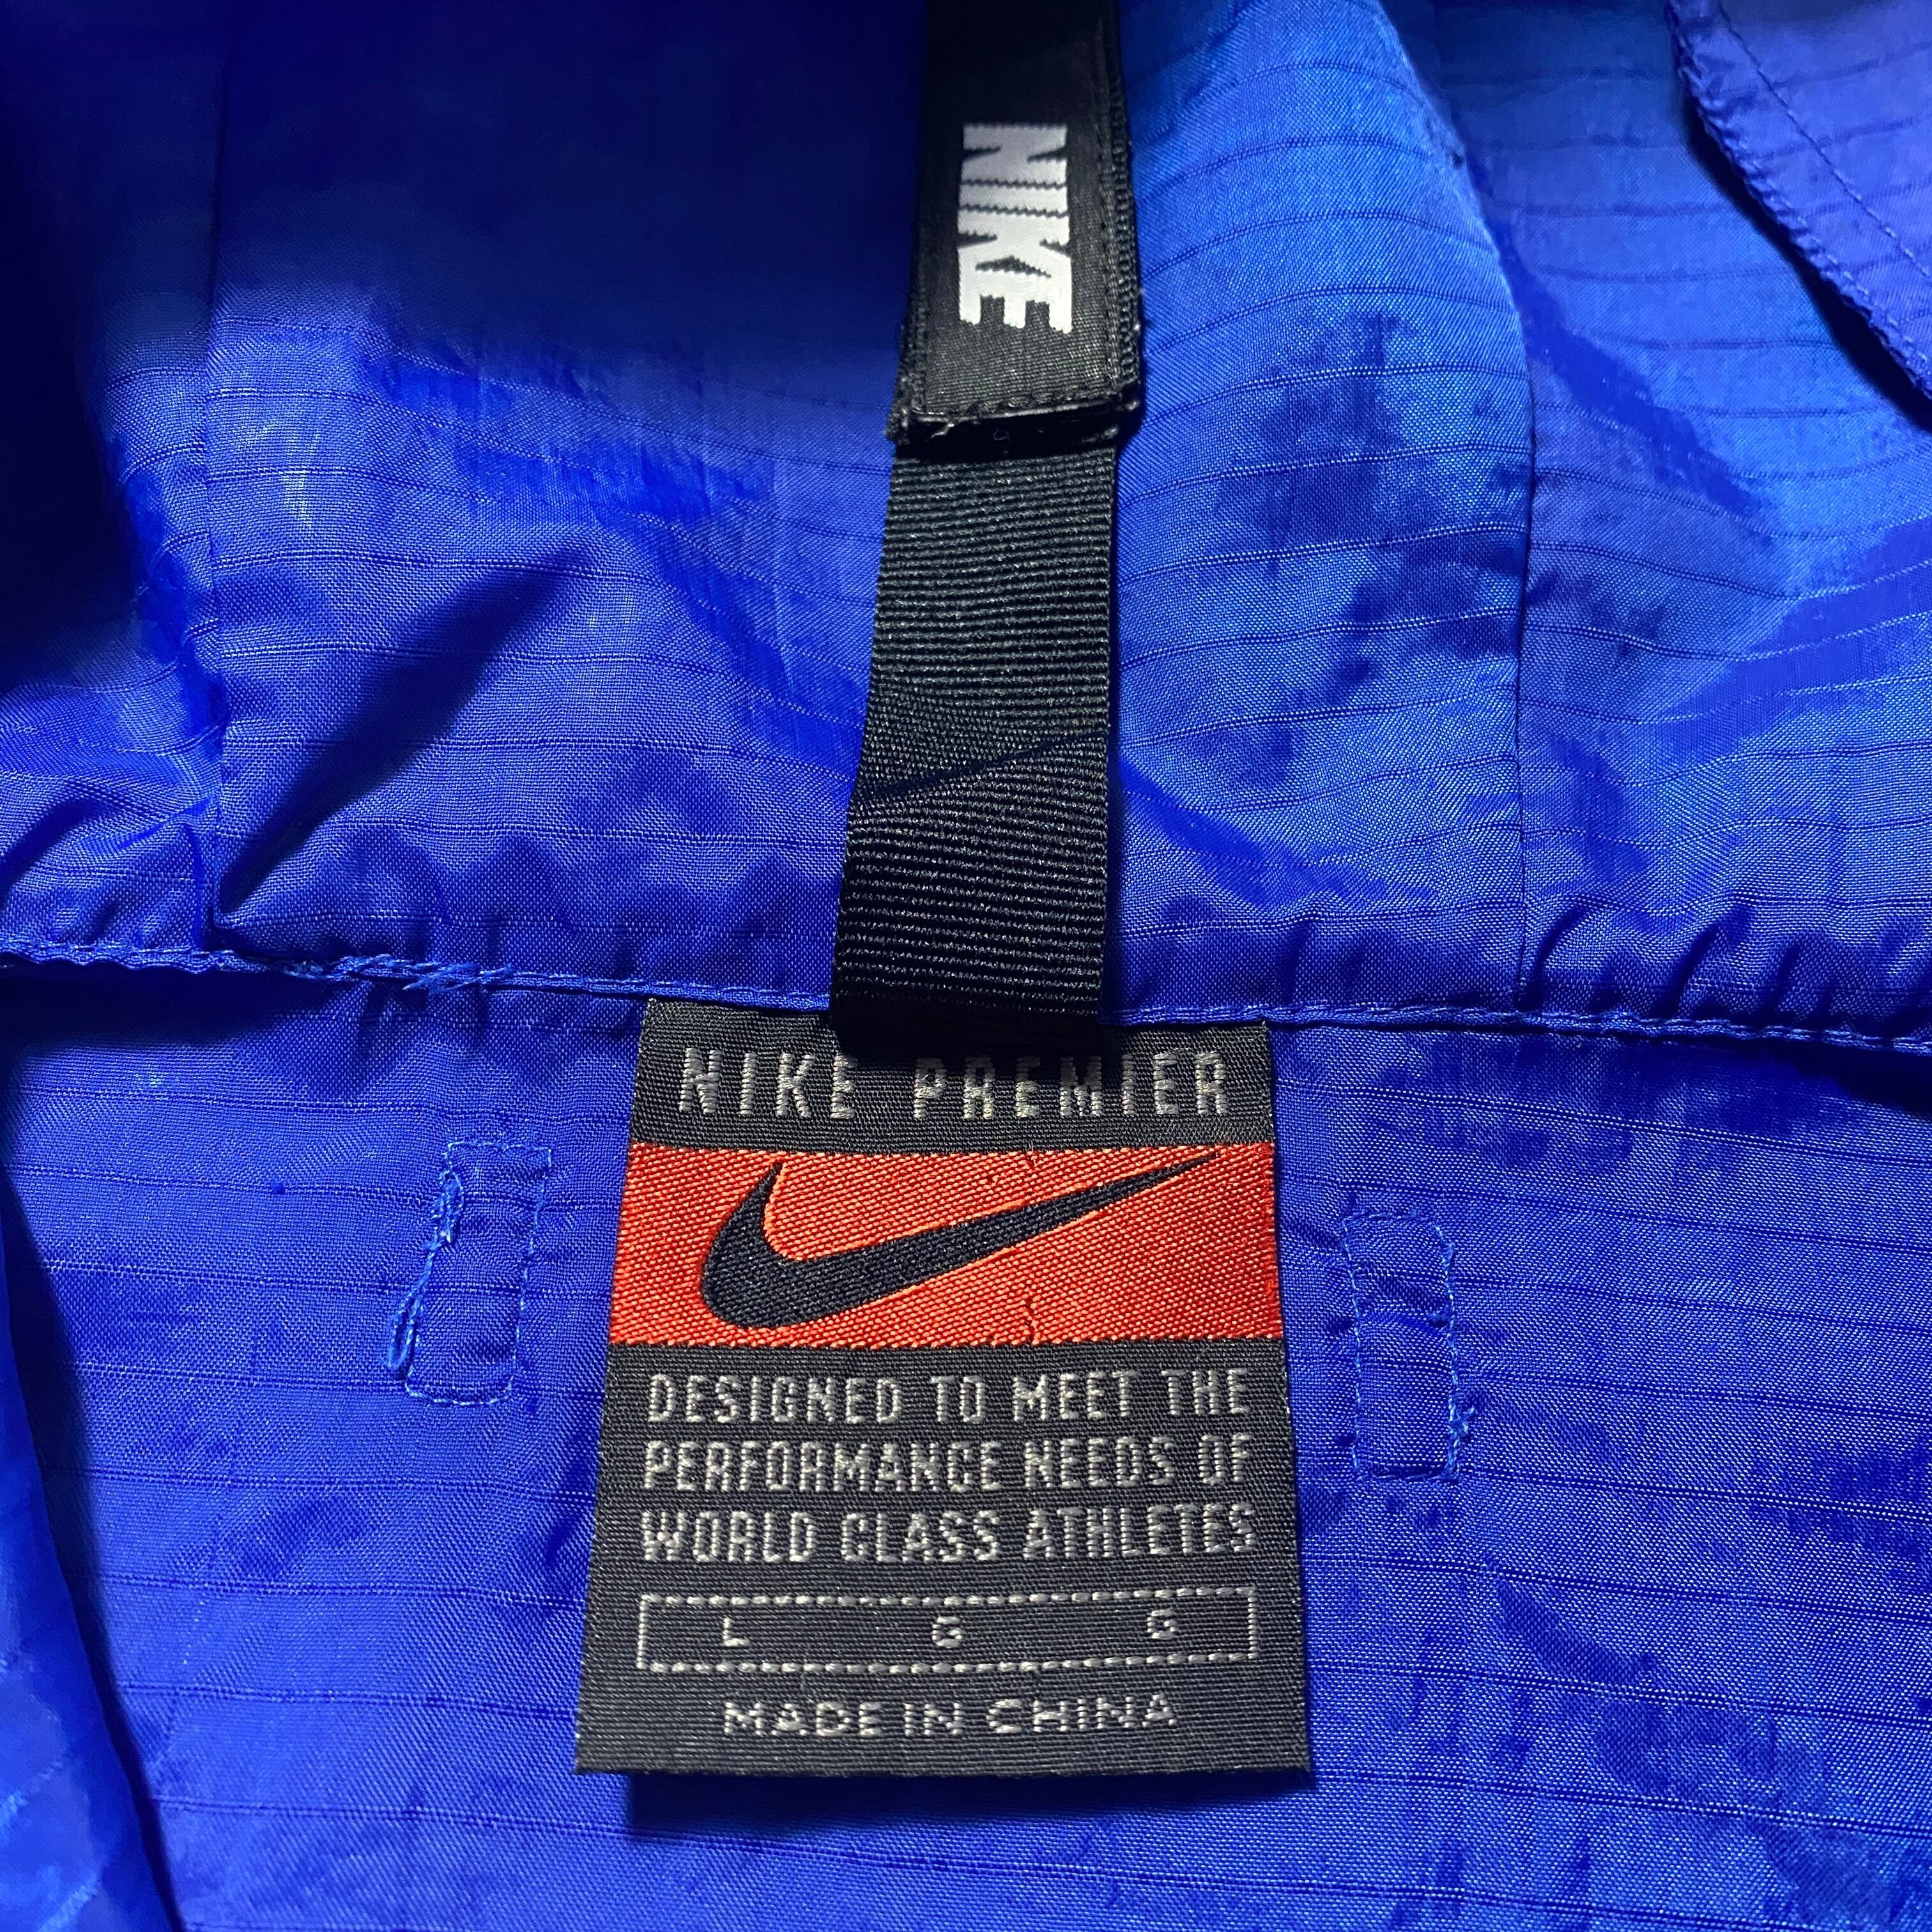 NIKE
NIKE PREMIER
DESIGNED TO MEET THE
PERFORMANCE NEEDS OF
WORLD CLASS ATHLETES
L G G
MADE IN CHINA